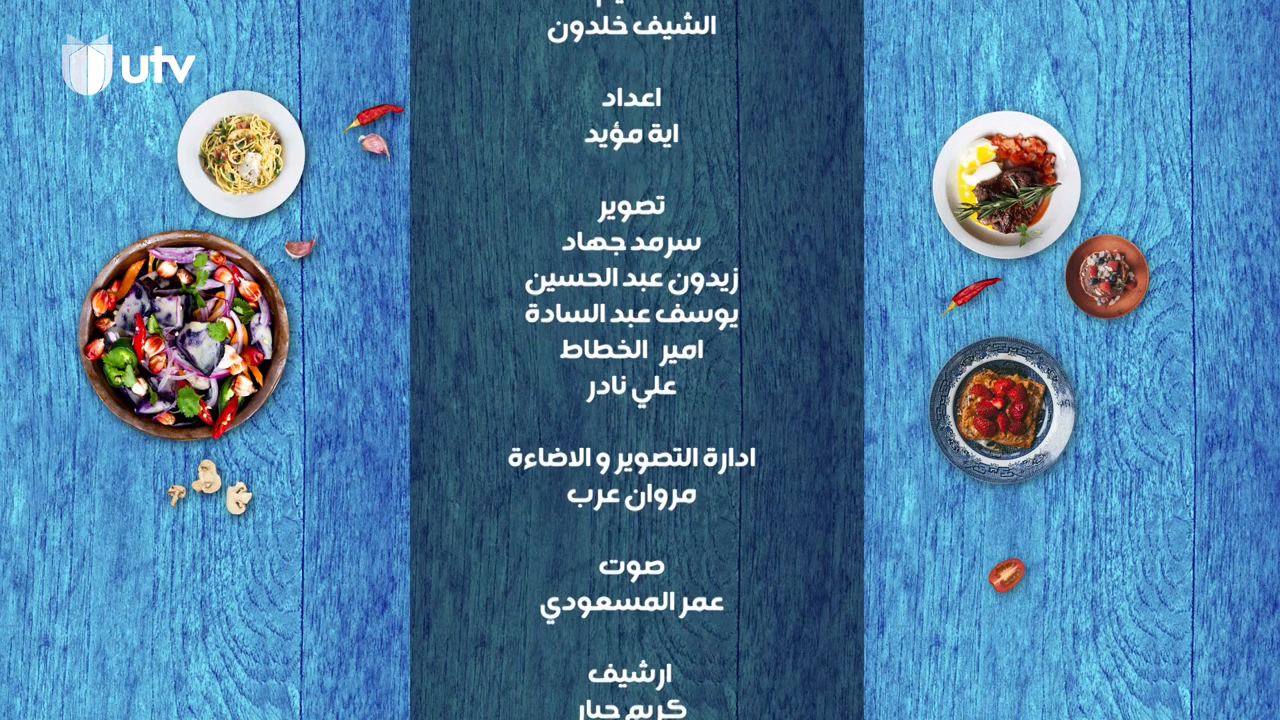 utv
الشيف خلدون
اعداد
اية مؤيد
تصوير
سرمد جهاد
زيدون عبد الحسين
يوسف عبد السادة
امير الخطاط
علي نادر
ادارة التصوير و الاضاءة
مروان عرب
صوت
عمر المسعودي
ارشيف
كريم